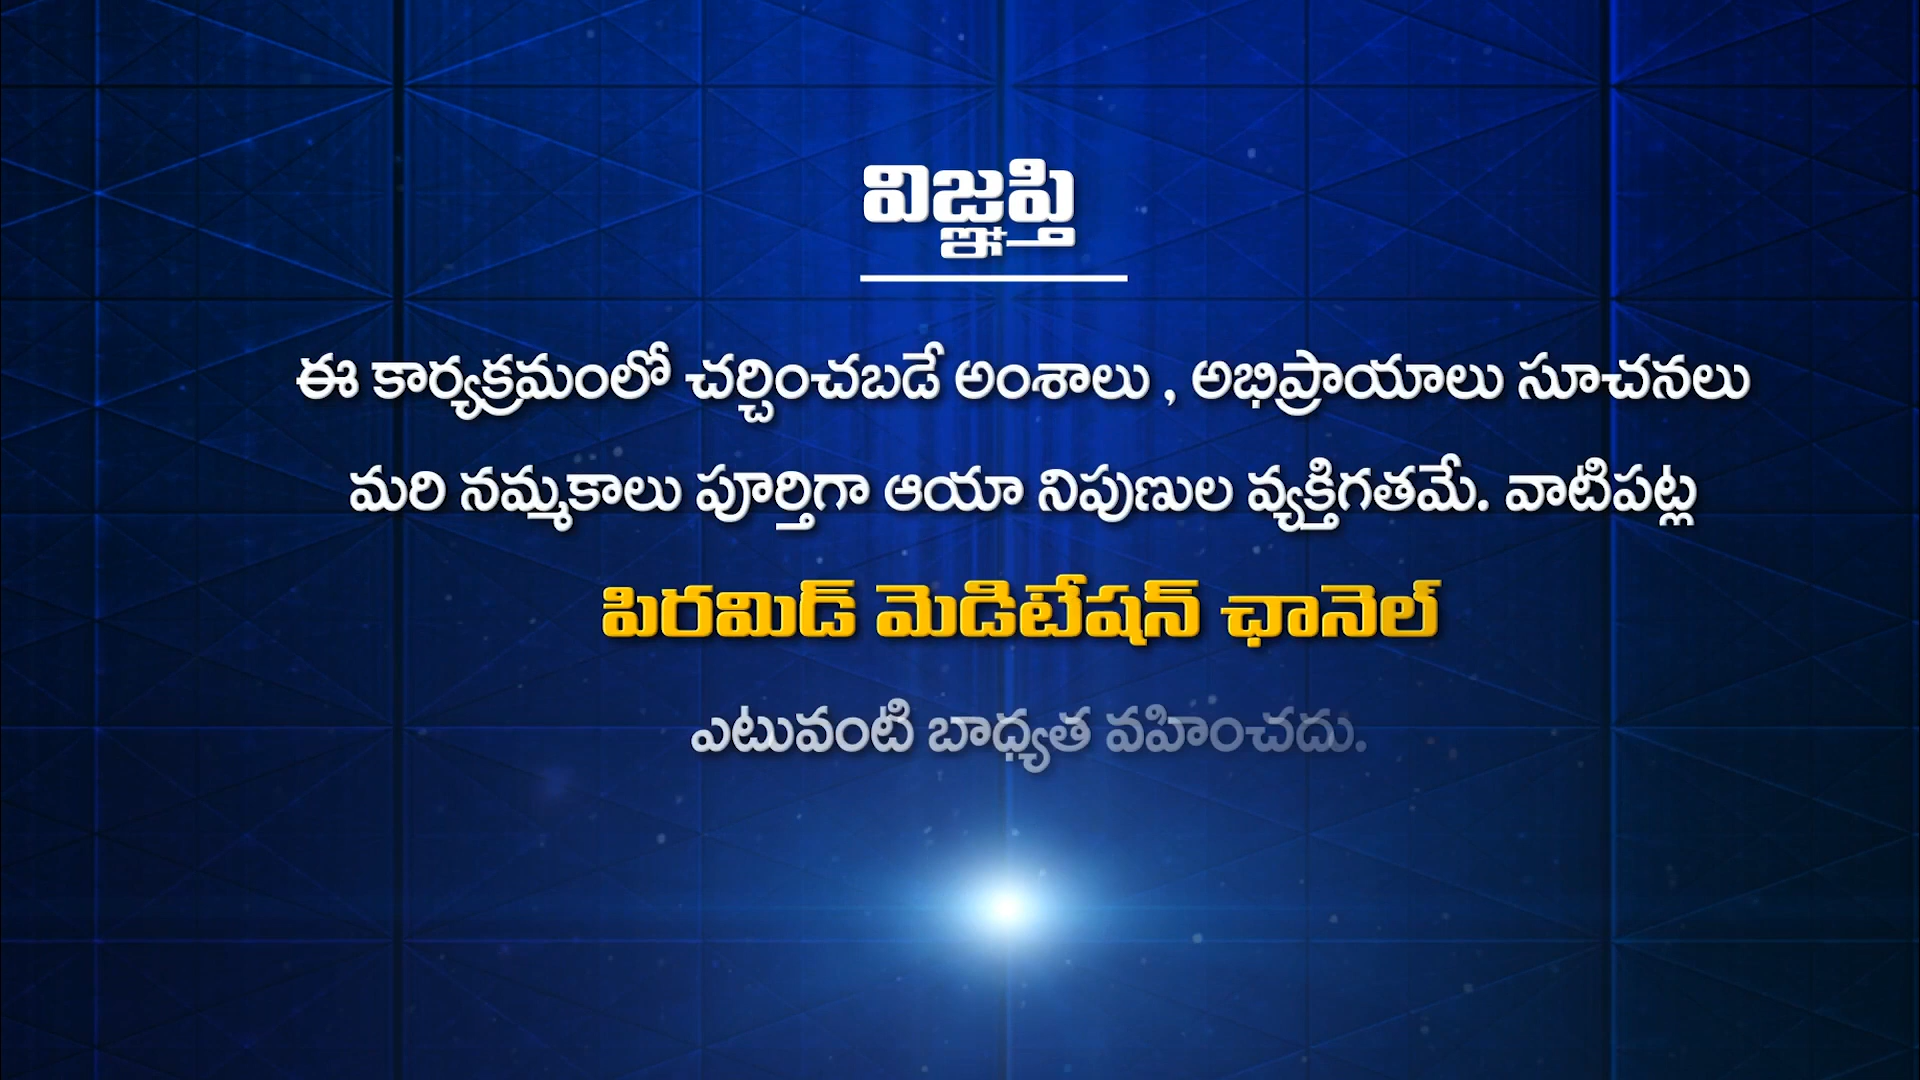 విజ్ఞప్తి
ఈ కార్యక్రమంలో చర్చించబడే అంశాలు , అభిప్రాయాలు సూచనలు
మరి నమ్మకాలు పూర్తిగా ఆయా నిపుణుల వ్యక్తిగతమే. వాటిపట్ల
పిరమిడ్ మెడిటేషన్ ఛానెల్
ఎటువంటి బాధ్యత వహించదు.